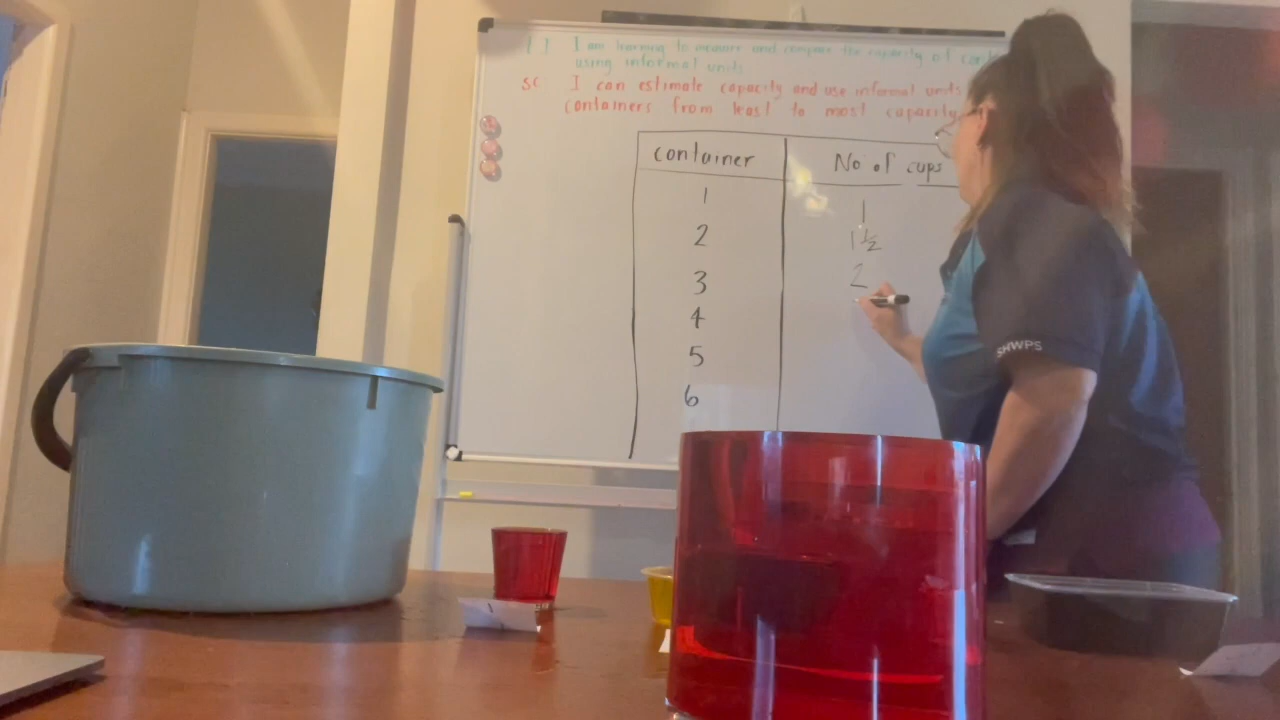 I am learning to measure and compare the capacity of
using informal units
SC I can estimate capacity and use informal units
containers from least to most capacity
container No of cups
1 1
2 1 1/2
3 2
4
5
6
SHWPS